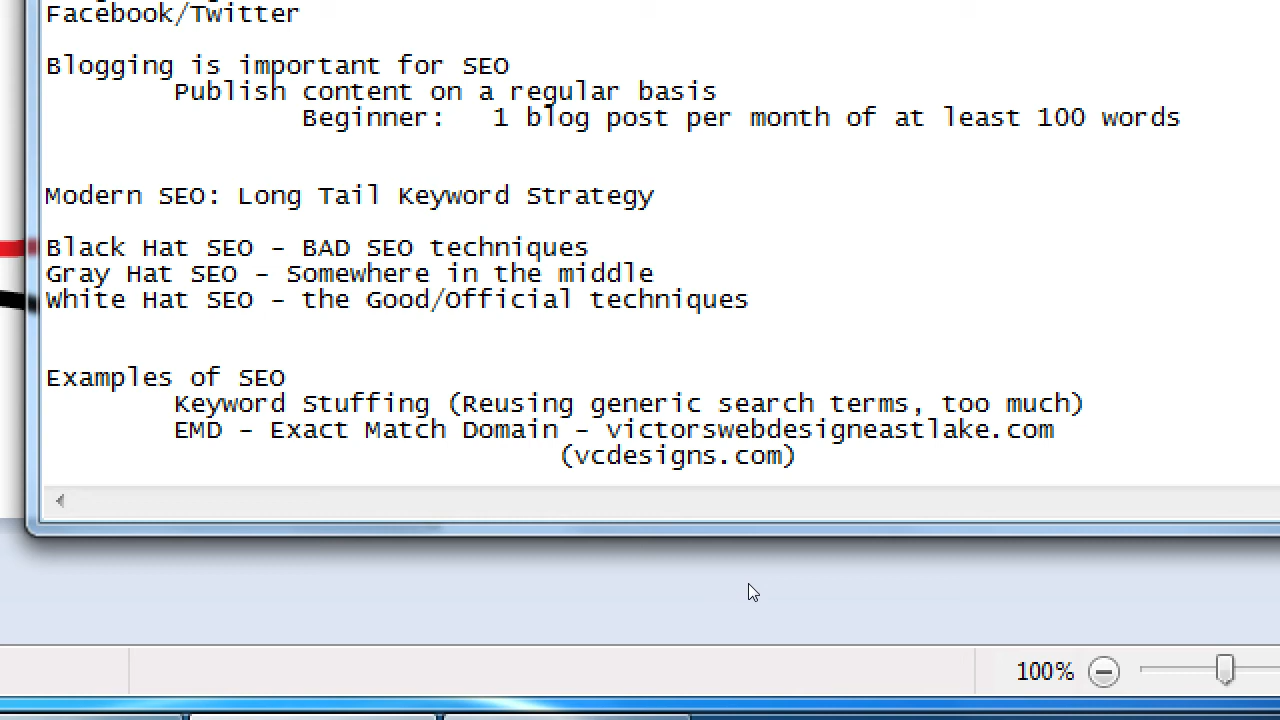 Facebook/Twitter
Blogging is important for SEO
Publish content on a regular basis
Beginner: 1 blog post per month of at least 100 words
Modern SEO: Long Tail Keyword Strategy
Black Hat SEO - BAD SEO techniques
Gray Hat SEO - Somewhere in the middle
White Hat SEO - the Good/Official techniques
Examples of SEO
Keyword Stuffing (Reusing generic search terms, too much)
EMD - Exact Match Domain - victorswebdesigneastlake.com
(vcdesigns.com)
100%